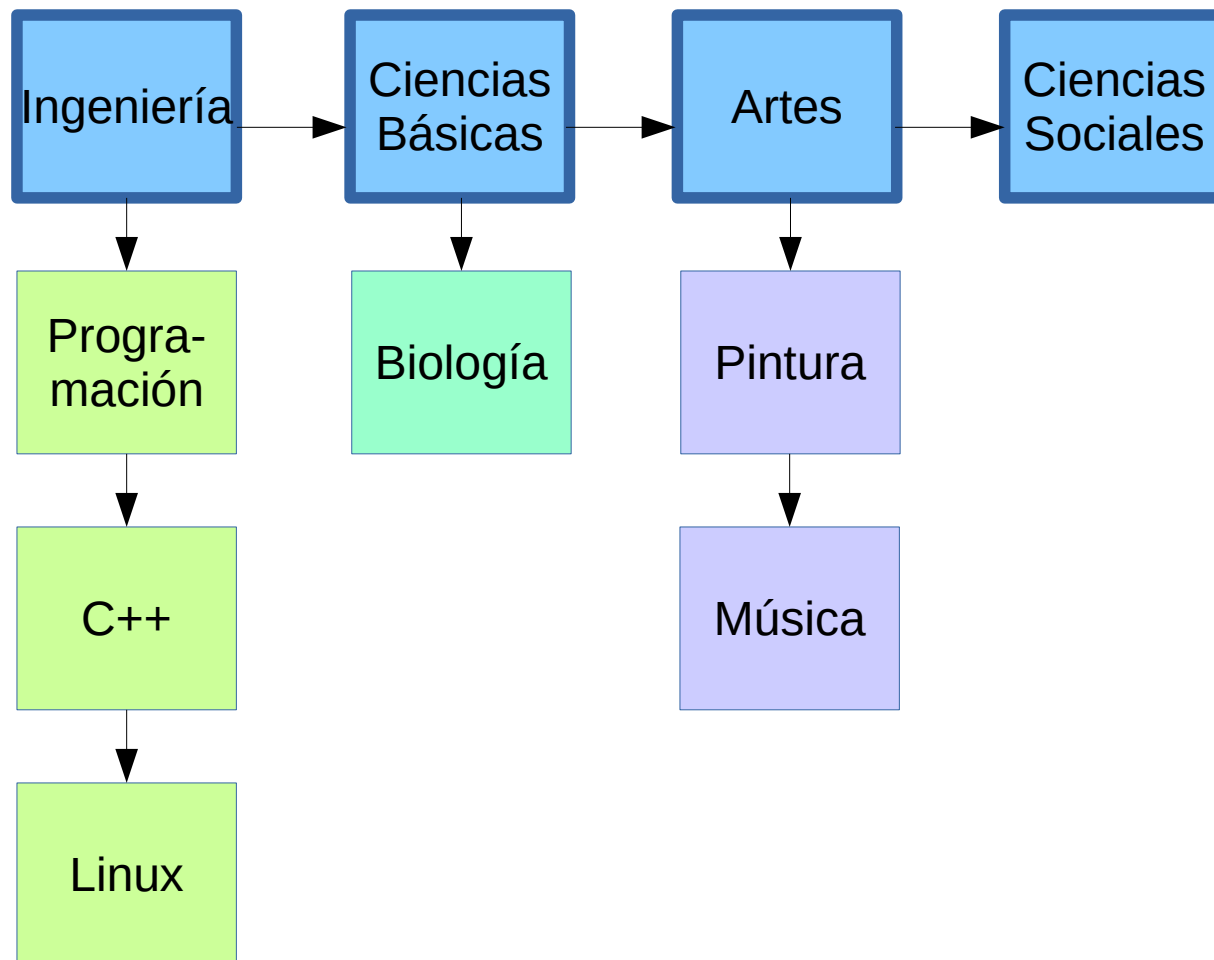 Ingeniería
Ciencias
Básicas
Artes
Ciencias
Sociales
Progra-
mación
Biología
Pintura
C++
Música
Linux